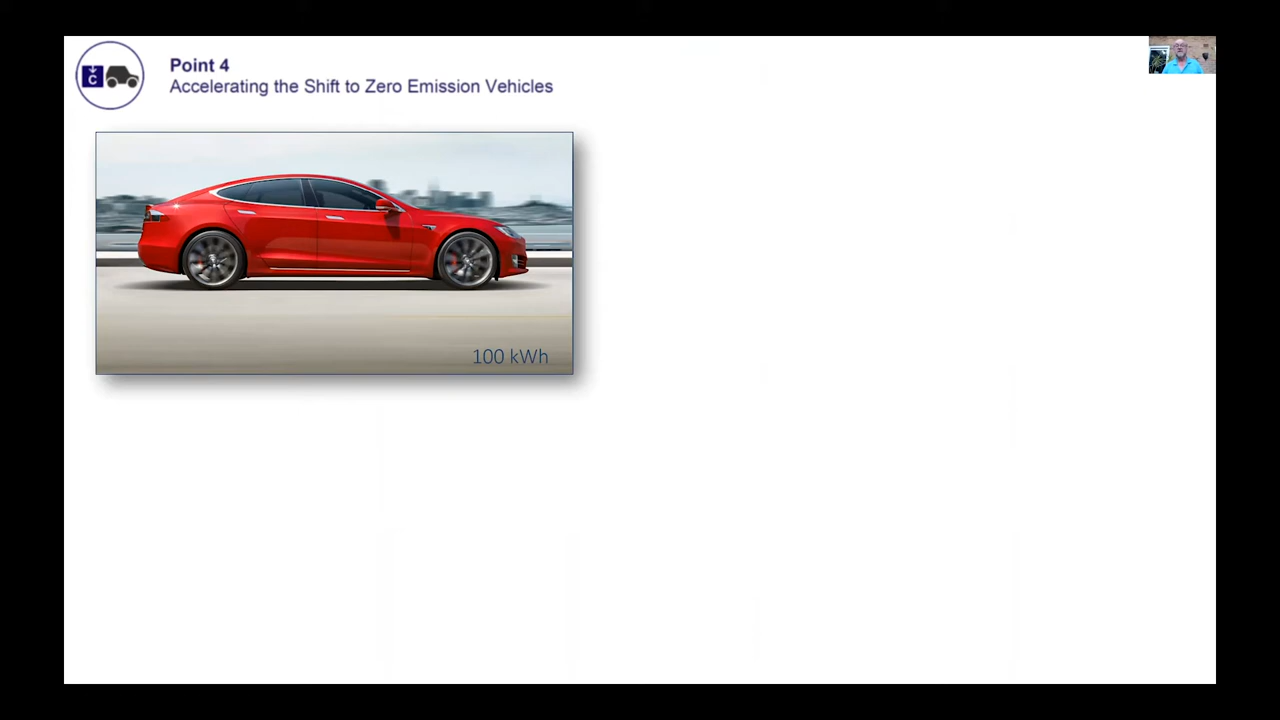 Point 4
Accelerating the Shift to Zero Emission Vehicles
C
100 kWh